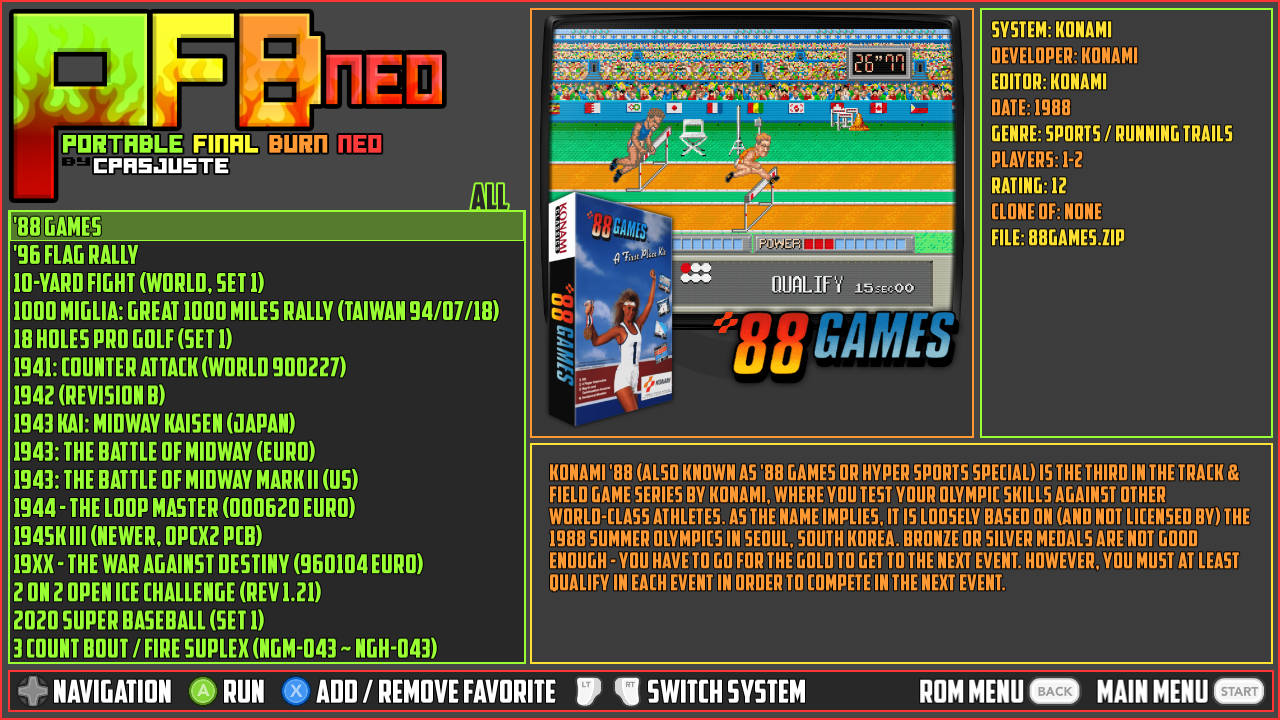 PFBNEO
PORTABLE FINAL BURN NEO
BY CPASJUSTE
ALL
'88 GAMES
'96 FLAG RALLY
10-YARD FIGHT (WORLD, SET 1)
1000 MIGLIA: GREAT 1000 MILES RALLY (TAIWAN 94/07/18)
18 HOLES PRO GOLF (SET 1)
1941: COUNTER ATTACK (WORLD 900227)
1942 (REVISION B)
1943 KAI: MIDWAY KAISEN (JAPAN)
1943: THE BATTLE OF MIDWAY (EURO)
1943: THE BATTLE OF MIDWAY MARK II (US)
1944 - THE LOOP MASTER (000620 EURO)
1945K III (NEWER, OPCX2 PCB)
19XX - THE WAR AGAINST DESTINY (960104 EURO)
2 ON 2 OPEN ICE CHALLENGE (REV 1.21)
2020 SUPER BASEBALL (SET 1)
3 COUNT BOUT / FIRE SUPLEX (NGM-043 ~ NGH-043)
26"77
POWER
QUALIFY 15SEC00
KONAMI
'88 GAMES
A First Place Hit
'88 GAMES
1
KONAMI
'88 GAMES
SYSTEM: KONAMI
DEVELOPER: KONAMI
EDITOR: KONAMI
DATE: 1988
GENRE: SPORTS / RUNNING TRAILS
PLAYERS: 1-2
RATING: 12
CLONE OF: NONE
FILE: 88GAMES.ZIP
KONAMI '88 (ALSO KNOWN AS '88 GAMES OR HYPER SPORTS SPECIAL) IS THE THIRD IN THE TRACK &
FIELD GAME SERIES BY KONAMI, WHERE YOU TEST YOUR OLYMPIC SKILLS AGAINST OTHER
WORLD-CLASS ATHLETES. AS THE NAME IMPLIES, IT IS LOOSELY BASED ON (AND NOT LICENSED BY) THE
1988 SUMMER OLYMPICS IN SEOUL, SOUTH KOREA. BRONZE OR SILVER MEDALS ARE NOT GOOD
ENOUGH - YOU HAVE TO GO FOR THE GOLD TO GET TO THE NEXT EVENT. HOWEVER, YOU MUST AT LEAST
QUALIFY IN EACH EVENT IN ORDER TO COMPETE IN THE NEXT EVENT.
NAVIGATION A RUN X ADD / REMOVE FAVORITE LT RT SWITCH SYSTEM ROM MENU BACK MAIN MENU START